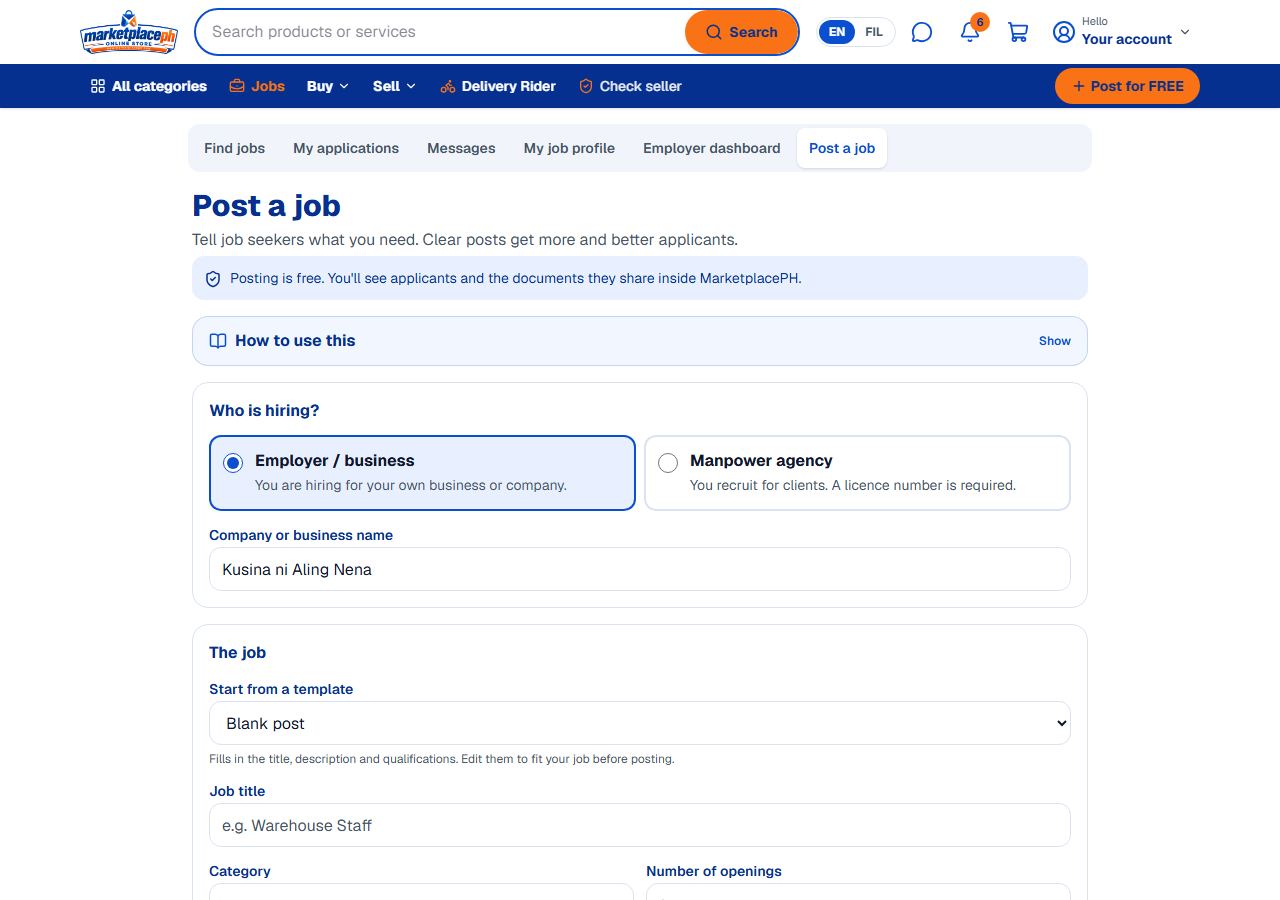 marketplaceph
ONLINE STORE
Search products or services
Search
EN
FIL
6
Hello
Your account
All categories
Jobs
Buy
Sell
Delivery Rider
Check seller
Post for FREE
Find jobs
My applications
Messages
My job profile
Employer dashboard
Post a job
Post a job
Tell job seekers what you need. Clear posts get more and better applicants.
Posting is free. You'll see applicants and the documents they share inside MarketplacePH.
How to use this
Show
Who is hiring?
Employer / business
You are hiring for your own business or company.
Manpower agency
You recruit for clients. A licence number is required.
Company or business name
Kusina ni Aling Nena
The job
Start from a template
Blank post
Fills in the title, description and qualifications. Edit them to fit your job before posting.
Job title
e.g. Warehouse Staff
Category
Number of openings